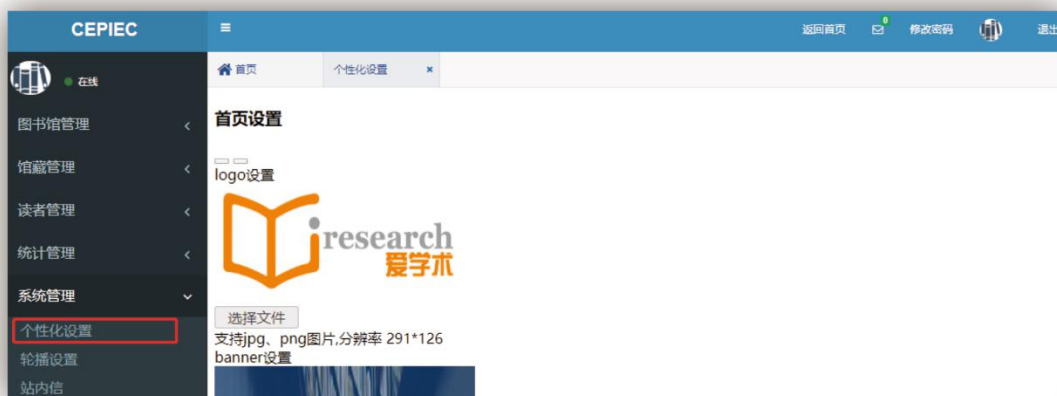 CEPIEC
返回首页 0 修改密码 退出
在线
首页 个性化设置 ×
图书馆管理
馆藏管理
读者管理
统计管理
系统管理
个性化设置
轮播设置
站内信
首页设置
logo设置
iresearch
爱学术
选择文件
支持jpg、png图片,分辨率 291*126
banner设置